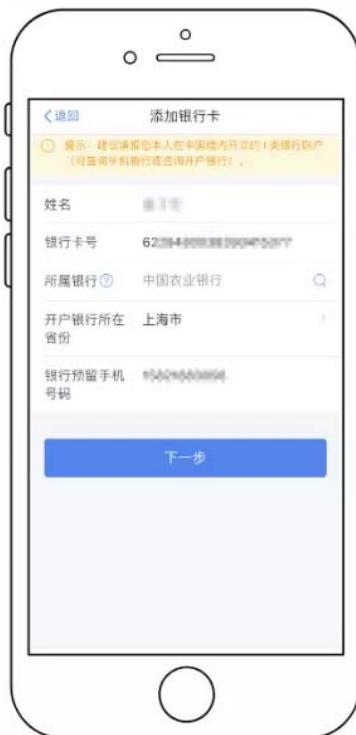 返回
添加银行卡
提示：建议填报您本人在中国境内开立的I类银行账户
（可查询手机银行或咨询开户银行）。
姓名
银行卡号 62
所属银行 ? 中国农业银行
开户银行所在 上海市
省份
银行预留手机
号码
下一步